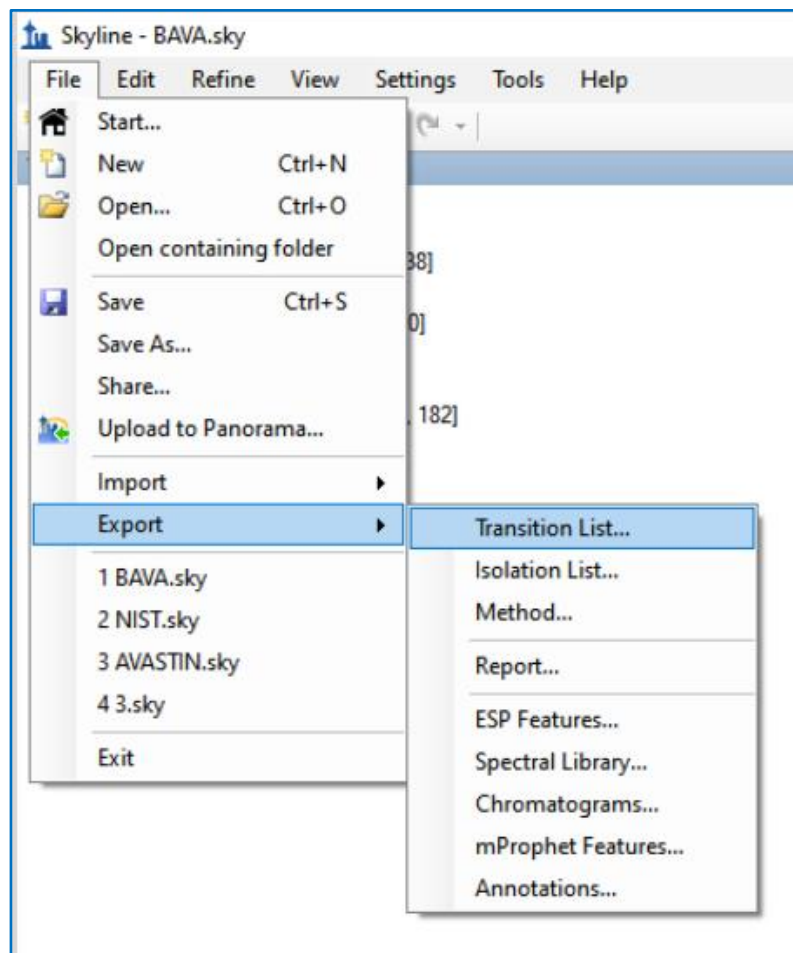 Skyline - BAVA.sky
File Edit Refine View Settings Tools Help
Start...
New Ctrl+N
Open... Ctrl+O
Open containing folder
38]
Save Ctrl+S
0]
Save As...
Share...
, 182]
Upload to Panorama...
Import
Export
Transition List...
Isolation List...
1 BAVA.sky
Method...
2 NIST.sky
3 AVASTIN.sky
Report...
4 3.sky
ESP Features...
Exit
Spectral Library...
Chromatograms...
mProphet Features...
Annotations...